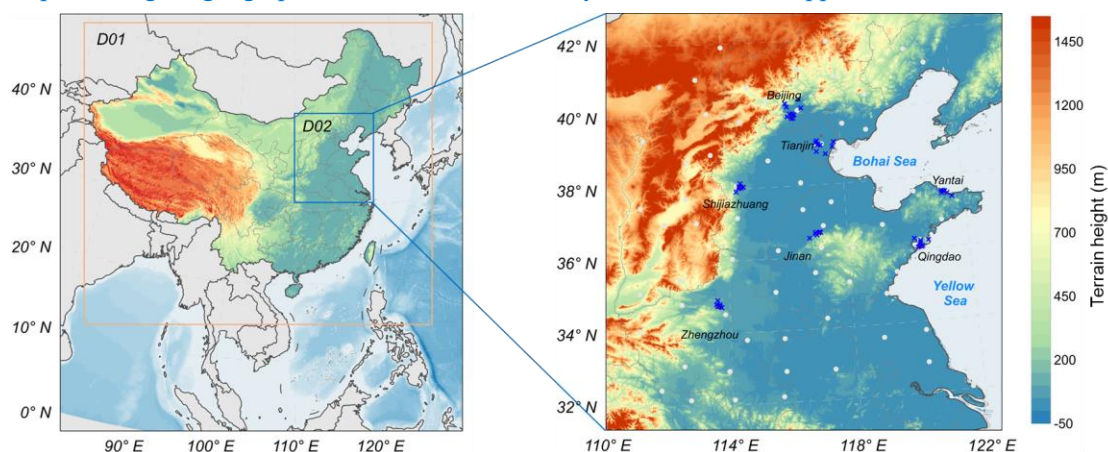 D01
D02
40° N
30° N
20° N
10° N
0° N
90° E
100° E
110° E
120° E
42° N
40° N
38° N
36° N
34° N
32° N
110° E
114° E
118° E
122° E
Beijing
Tianjin
Bohai Sea
Yantai
Shijiazhuang
Jinan
Qingdao
Yellow
Sea
Zhengzhou
1450
1200
950
700
450
200
-50
Terrain height (m)